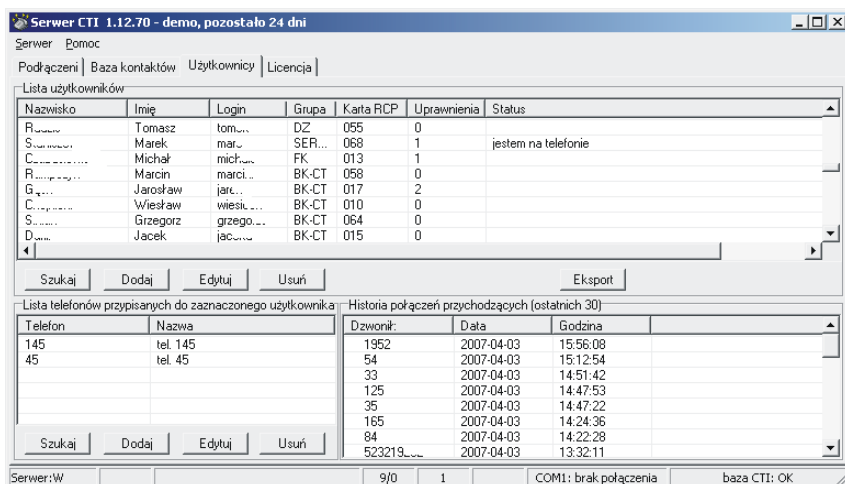 Serwer CTI 1.12.70 - demo, pozostało 24 dni
Serwer Pomoc
Podłączeni Baza kontaktów Użytkownicy Licencja
Lista użytkowników
Nazwisko Imię Login Grupa Karta RCP Uprawnienia Status
Tomasz DZ 055 0
Marek SER... 068 1 jestem na telefonie
Michał FK 013 1
Marcin BK-CT 058 0
Jarosław BK-CT 017 2
Wiesław BK-CT 010 0
Grzegorz BK-CT 064 0
Jacek BK-CT 015 0
Szukaj Dodaj Edytuj Usuń Eksport
Lista telefonów przypisanych do zaznaczonego użytkownika Historia połączeń przychodzących (ostatnich 30)
Telefon Nazwa Dzwonił: Data Godzina
145 tel. 145 1952 2007-04-03 15:56:08
45 tel. 45 54 2007-04-03 15:12:54
33 2007-04-03 14:51:42
125 2007-04-03 14:47:53
35 2007-04-03 14:47:22
165 2007-04-03 14:24:36
84 2007-04-03 14:22:28
2007-04-03 13:32:11
Szukaj Dodaj Edytuj Usuń
Serwer:W 9/0 1 COM1: brak połączenia baza CTI: OK